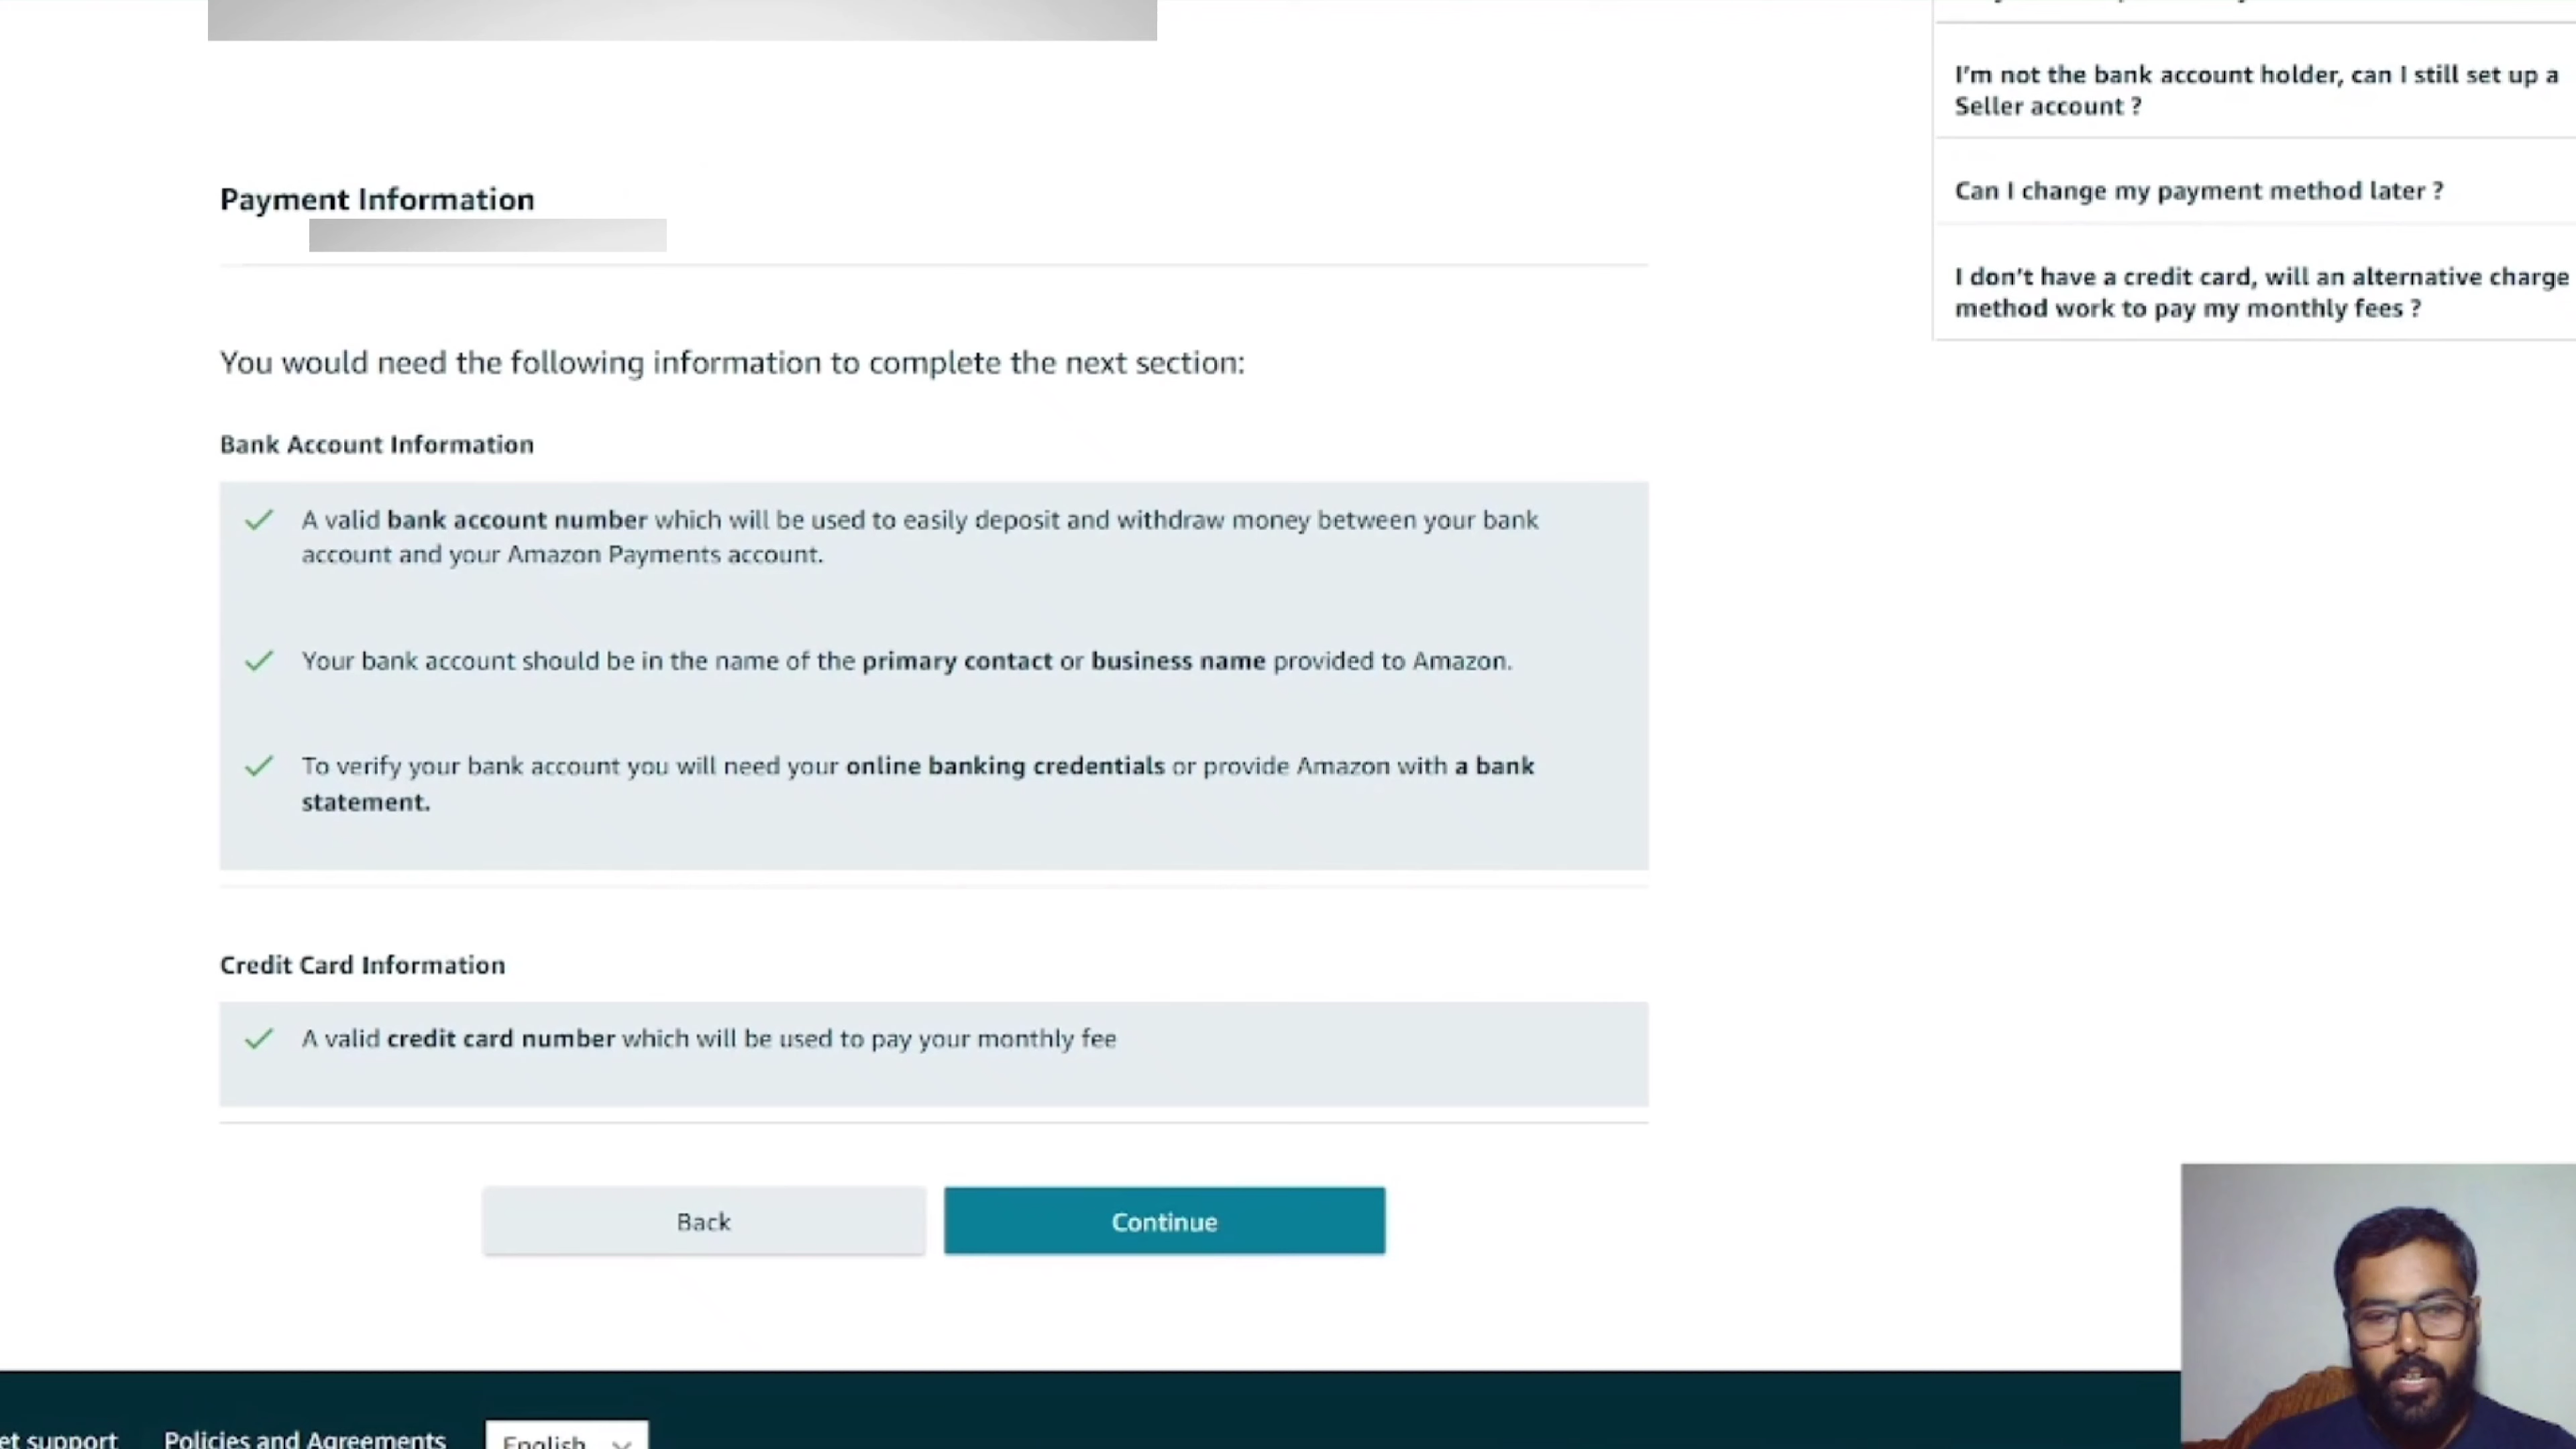 Payment Information
You would need the following information to complete the next section:
Bank Account Information
A valid bank account number which will be used to easily deposit and withdraw money between your bank
account and your Amazon Payments account.
Your bank account should be in the name of the primary contact or business name provided to Amazon.
To verify your bank account you will need your online banking credentials or provide Amazon with a bank
statement.
Credit Card Information
A valid credit card number which will be used to pay your monthly fee
Back Continue
I'm not the bank account holder, can I still set up a
Seller account ?
Can I change my payment method later ?
I don't have a credit card, will an alternative charge
method work to pay my monthly fees ?
et support Policies and Agreements English